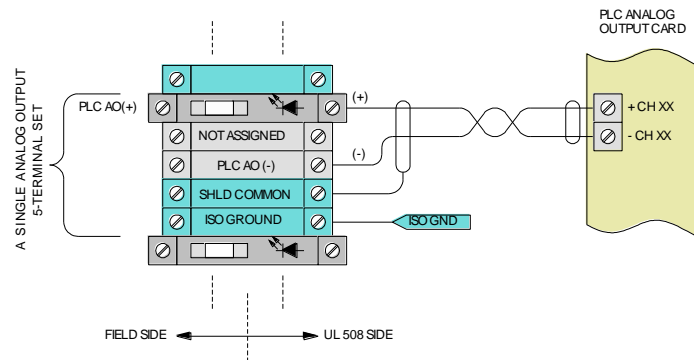 PLC ANALOG
OUTPUT CARD
A SINGLE ANALOG OUTPUT
5-TERMINAL SET
PLC AO(+)
(+)
+ CH XX
NOT ASSIGNED
- CH XX
PLC AO (-)
(-)
SHLD COMMON
ISO GROUND
ISO GND
FIELD SIDE
UL 508 SIDE